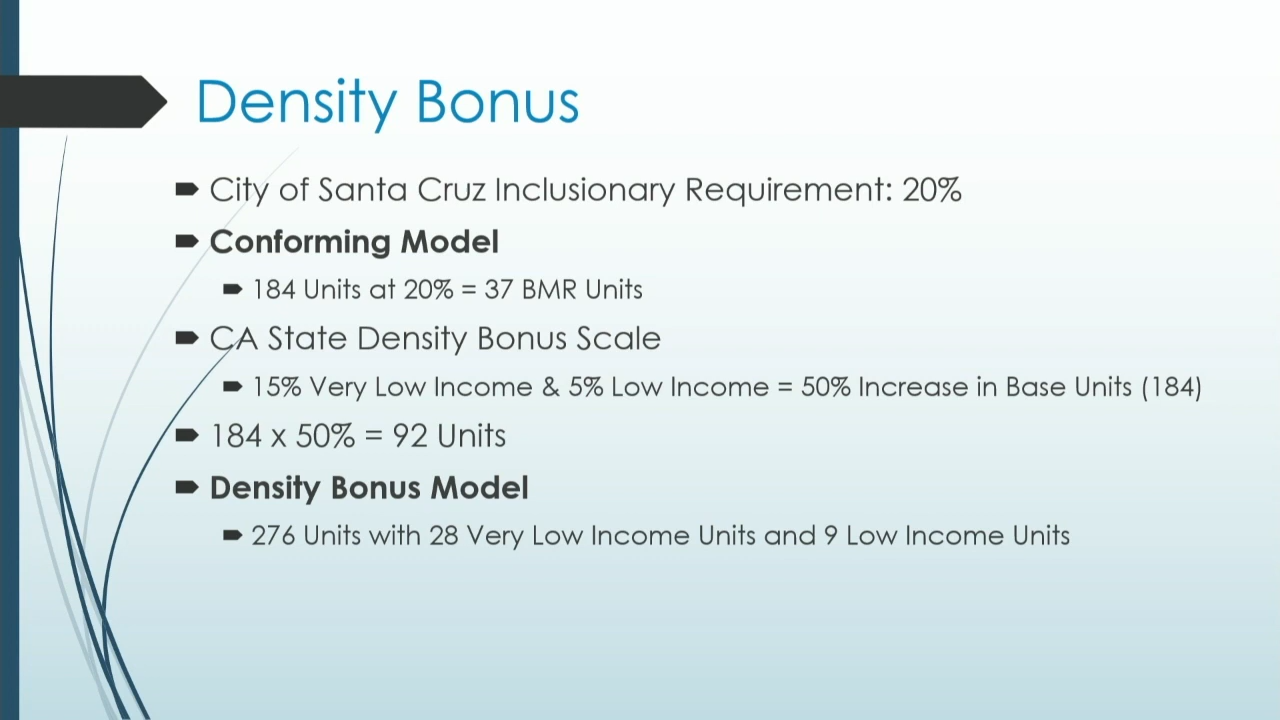 Density Bonus
City of Santa Cruz Inclusionary Requirement: 20%
Conforming Model
184 Units at 20% = 37 BMR Units
CA State Density Bonus Scale
15% Very Low Income & 5% Low Income = 50% Increase in Base Units (184)
184 x 50% = 92 Units
Density Bonus Model
276 Units with 28 Very Low Income Units and 9 Low Income Units